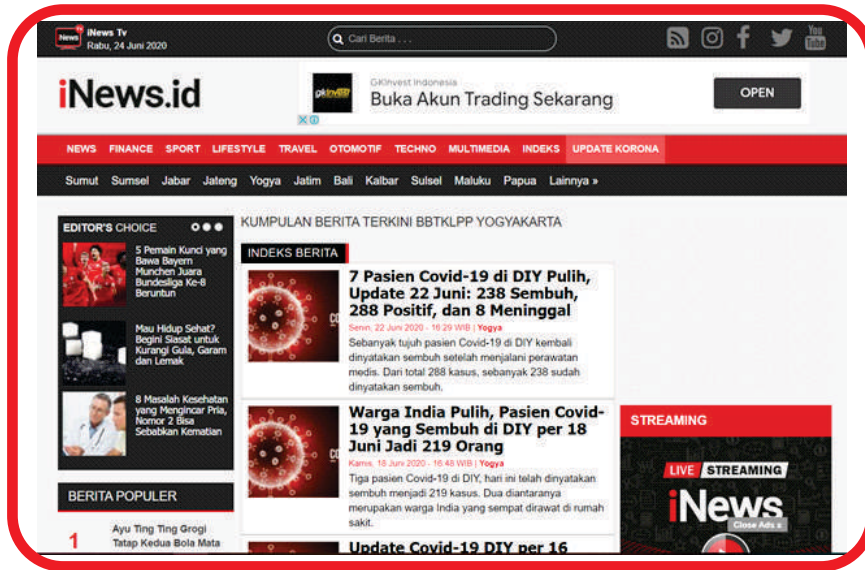 iNews Tv
Rabu, 24 Juni 2020
Cari Berita . . .
You
Tube
iNews.id
gkinvest
GKInvest Indonesia
Buka Akun Trading Sekarang
OPEN
NEWS FINANCE SPORT LIFESTYLE TRAVEL OTOMOTIF TECHNO MULTIMEDIA INDEKS UPDATE KORONA
Sumut Sumsel Jabar Jateng Yogya Jatim Bali Kalbar Sulsel Maluku Papua Lainnya »
EDITOR'S CHOICE
5 Pemain Kunci yang
Bawa Bayern
Munchen Juara
Bundesliga Ke-8
Beruntun
Mau Hidup Sehat?
Begini Siasat untuk
Kurangi Gula, Garam
dan Lemak
8 Masalah Kesehatan
yang Mengincar Pria,
Nomor 2 Bisa
Sebabkan Kematian
BERITA POPULER
1
Ayu Ting Ting Grogi
Tatap Kedua Bola Mata
KUMPULAN BERITA TERKINI BBTKLPP YOGYAKARTA
INDEKS BERITA
7 Pasien Covid-19 di DIY Pulih,
Update 22 Juni: 238 Sembuh,
288 Positif, dan 8 Meninggal
Senin, 22 Juni 2020 - 16:29 WIB | Yogya
Sebanyak tujuh pasien Covid-19 di DIY kembali
dinyatakan sembuh setelah menjalani perawatan
medis. Dari total 288 kasus, sebanyak 238 sudah
dinyatakan sembuh.
Warga India Pulih, Pasien Covid-
19 yang Sembuh di DIY per 18
Juni Jadi 219 Orang
Kamis, 18 Juni 2020 - 16:48 WIB | Yogya
Tiga pasien Covid-19 di DIY, hari ini telah dinyatakan
sembuh menjadi 219 kasus. Dua diantaranya
merupakan warga India yang sempat dirawat di rumah
sakit.
Update Covid-19 DIY per 16
STREAMING
LIVE STREAMING
iNews
Close Ads x